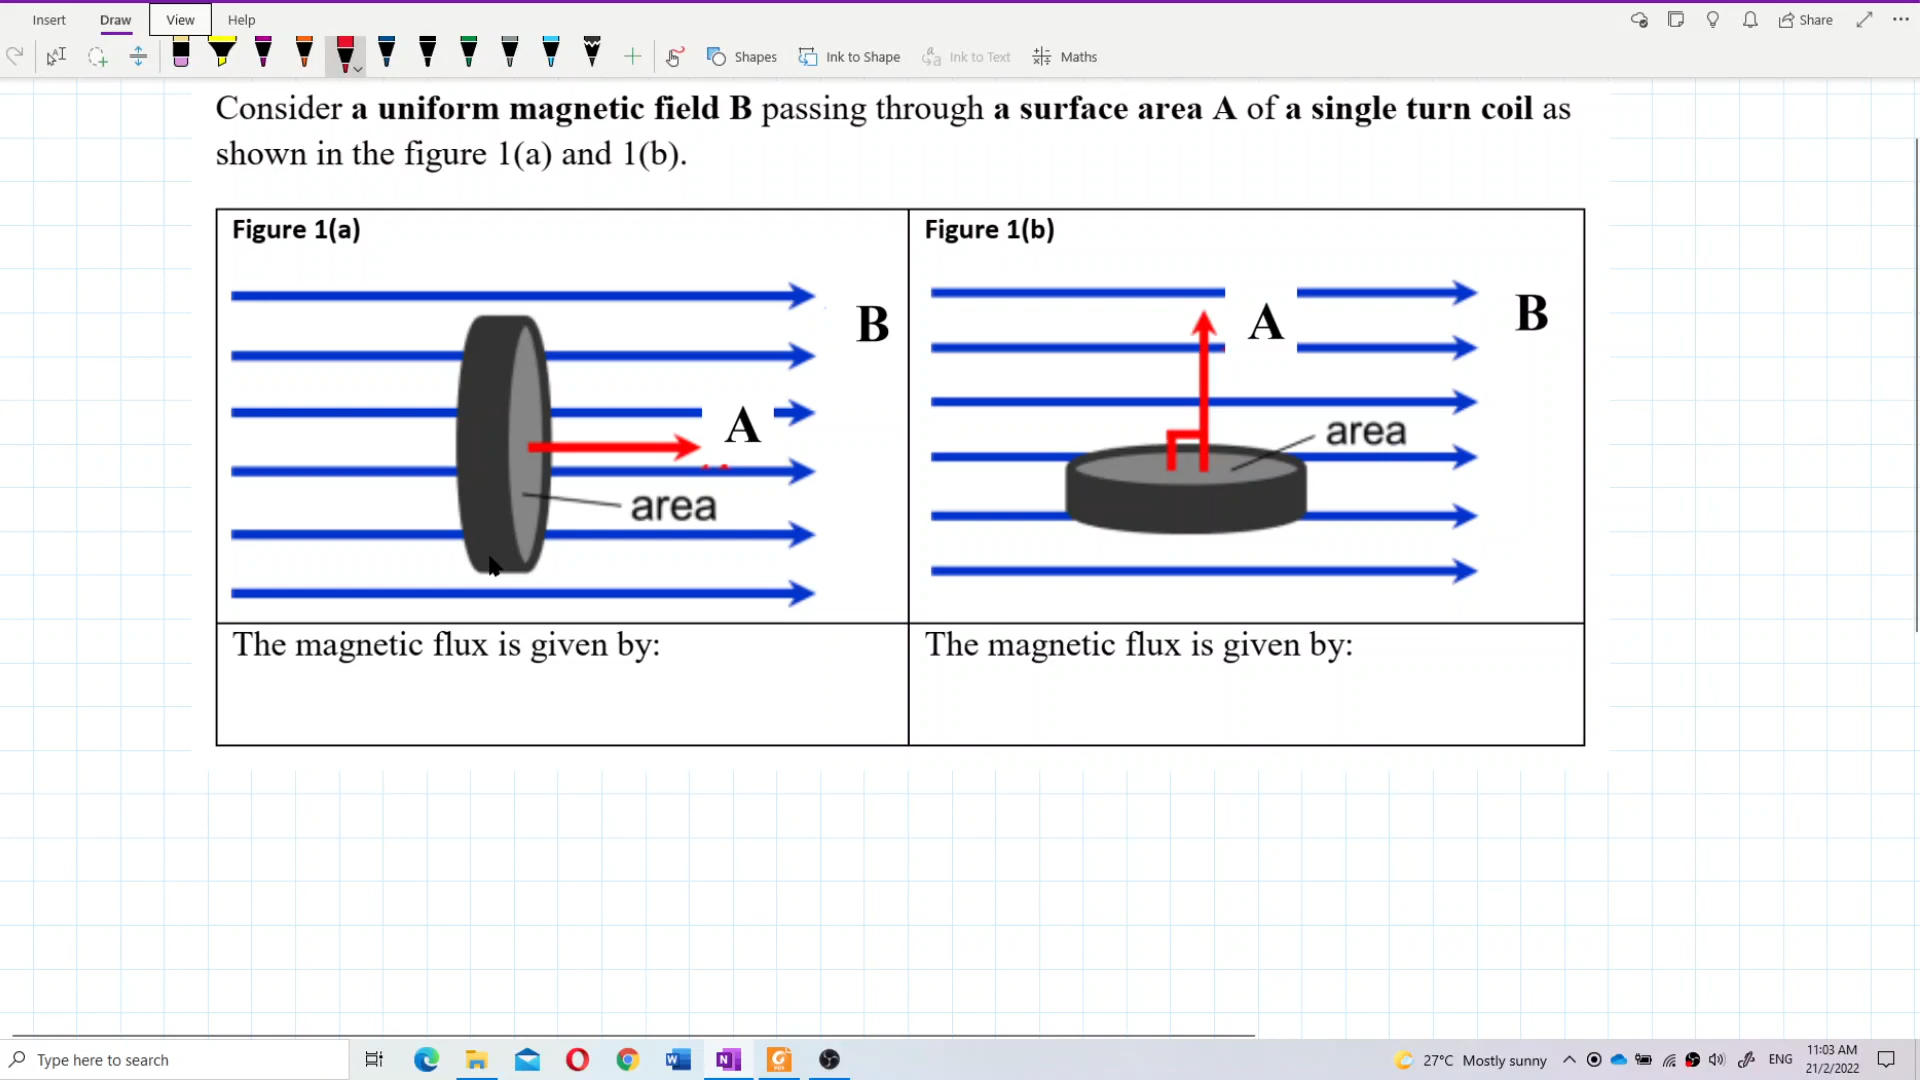 Insert Draw View Help Share
Shapes Ink to Shape Ink to Text Maths
Consider a uniform magnetic field B passing through a surface area A of a single turn coil as
shown in the figure 1(a) and 1(b).
Figure 1(a)
B
A
area
The magnetic flux is given by:
Figure 1(b)
A
B
area
The magnetic flux is given by:
Type here to search
27°C Mostly sunny
ENG
11:03 AM
21/2/2022